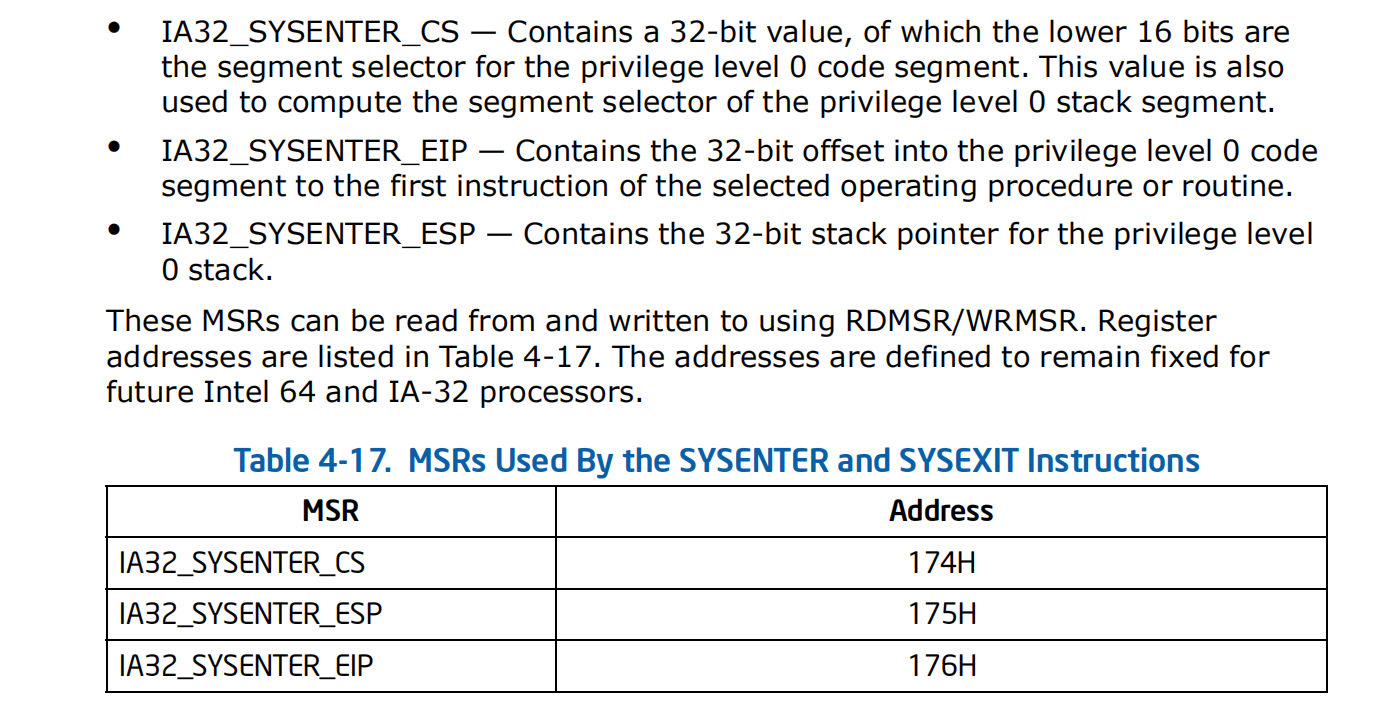 • IA32_SYSENTER_CS — Contains a 32-bit value, of which the lower 16 bits are
the segment selector for the privilege level 0 code segment. This value is also
used to compute the segment selector of the privilege level 0 stack segment.
• IA32_SYSENTER_EIP — Contains the 32-bit offset into the privilege level 0 code
segment to the first instruction of the selected operating procedure or routine.
• IA32_SYSENTER_ESP — Contains the 32-bit stack pointer for the privilege level
0 stack.
These MSRs can be read from and written to using RDMSR/WRMSR. Register
addresses are listed in Table 4-17. The addresses are defined to remain fixed for
future Intel 64 and IA-32 processors.
Table 4-17. MSRs Used By the SYSENTER and SYSEXIT Instructions
MSR Address
IA32_SYSENTER_CS 174H
IA32_SYSENTER_ESP 175H
IA32_SYSENTER_EIP 176H